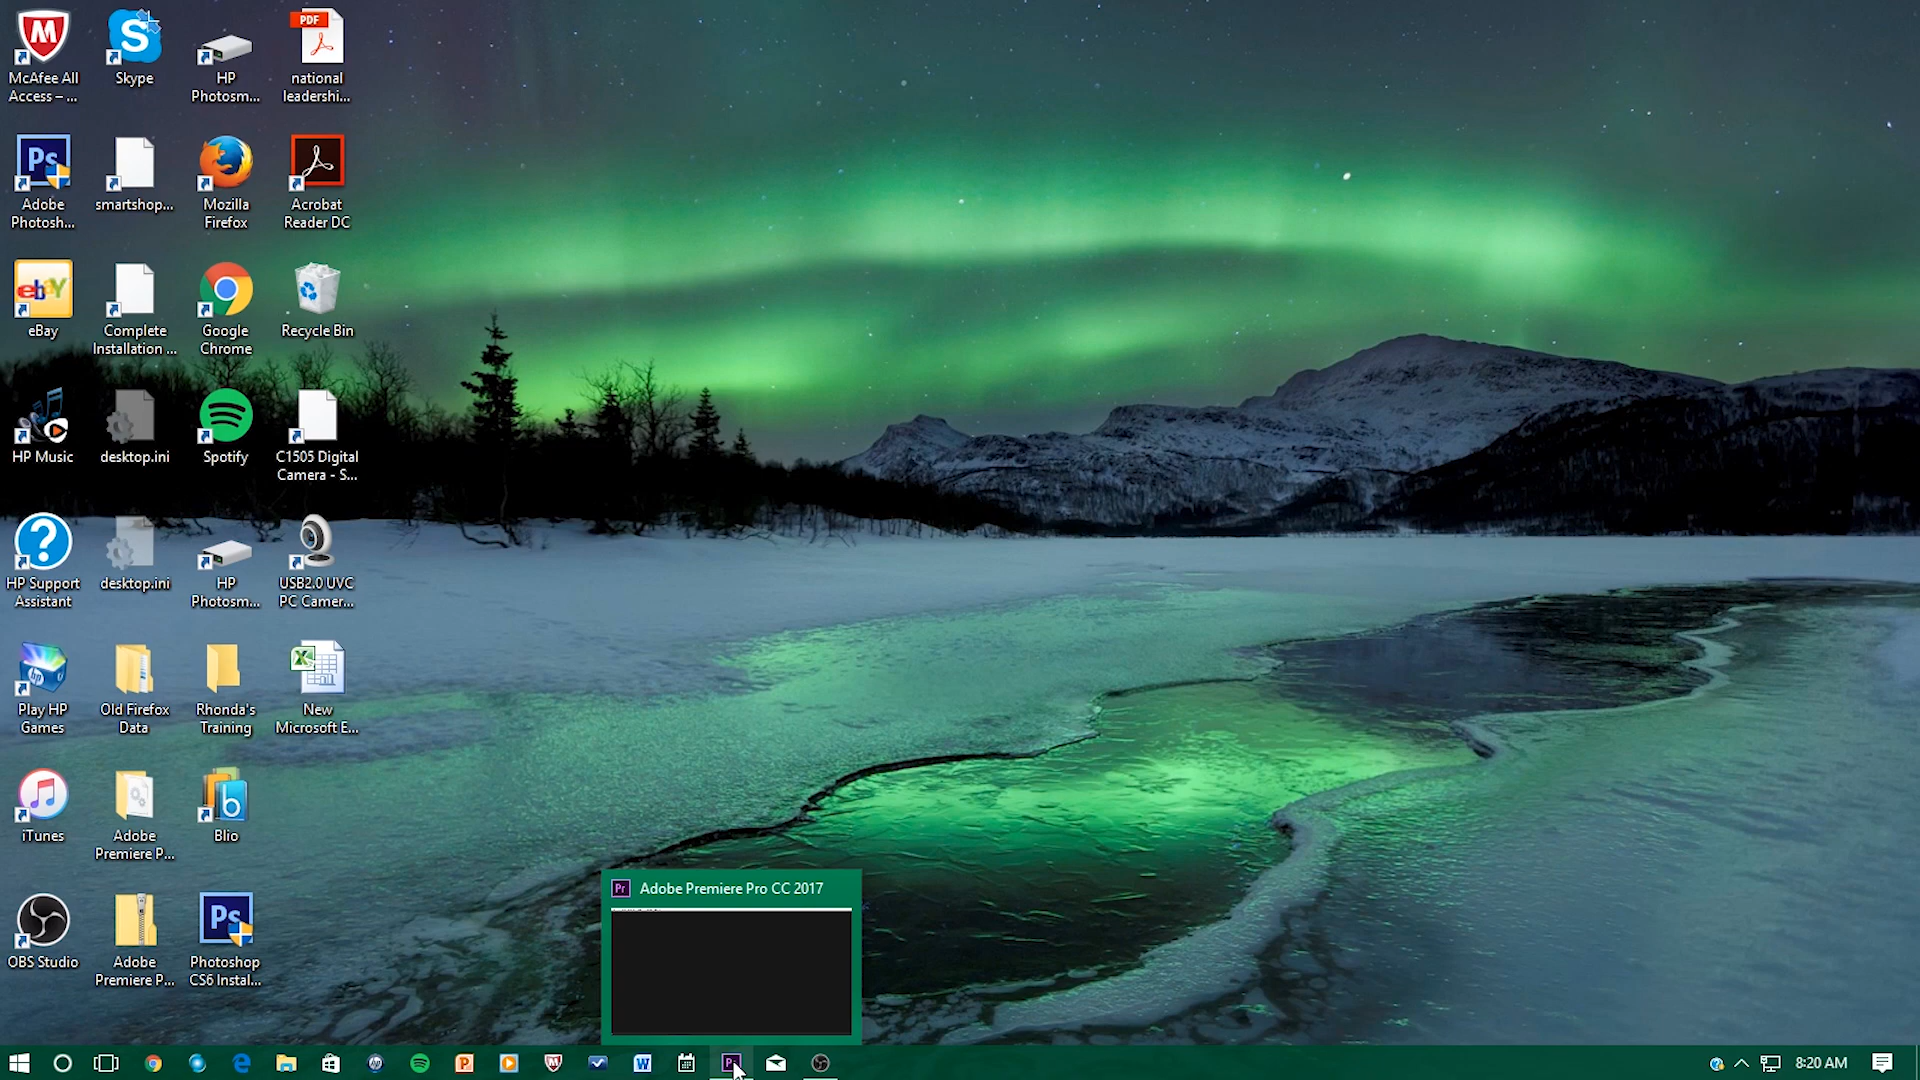 McAfee All
Access – ...
Skype
HP
Photosm...
PDF
national
leadershi...
Ps
Adobe
Photosh...
smartshop...
Mozilla
Firefox
Acrobat
Reader DC
ebay
eBay
Complete
Installation ...
Google
Chrome
Recycle Bin
HP Music
desktop.ini
Spotify
C1505 Digital
Camera - S...
HP Support
Assistant
desktop.ini
HP
Photosm...
USB2.0 UVC
PC Camer...
Play HP
Games
Old Firefox
Data
Rhonda's
Training
New
Microsoft E...
iTunes
Adobe
Premiere P...
Blio
OBS Studio
Adobe
Premiere P...
Ps
Photoshop
CS6 Instal...
Pr Adobe Premiere Pro CC 2017
8:20 AM